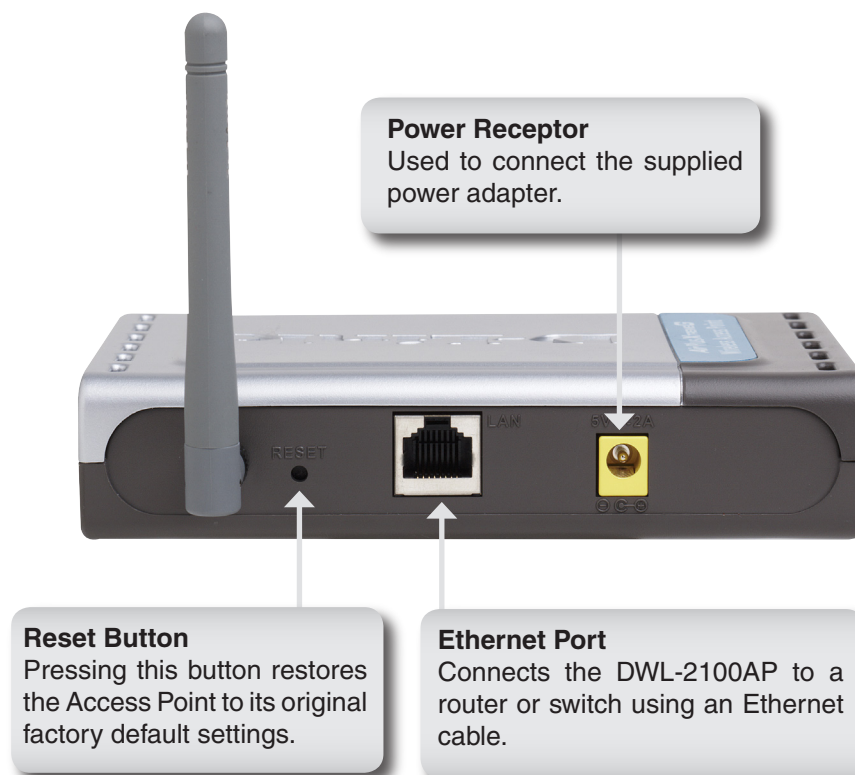 Power Receptor
Used to connect the supplied
power adapter.
RESET
LAN
Reset Button
Pressing this button restores
the Access Point to its original
factory default settings.
Ethernet Port
Connects the DWL-2100AP to a
router or switch using an Ethernet
cable.